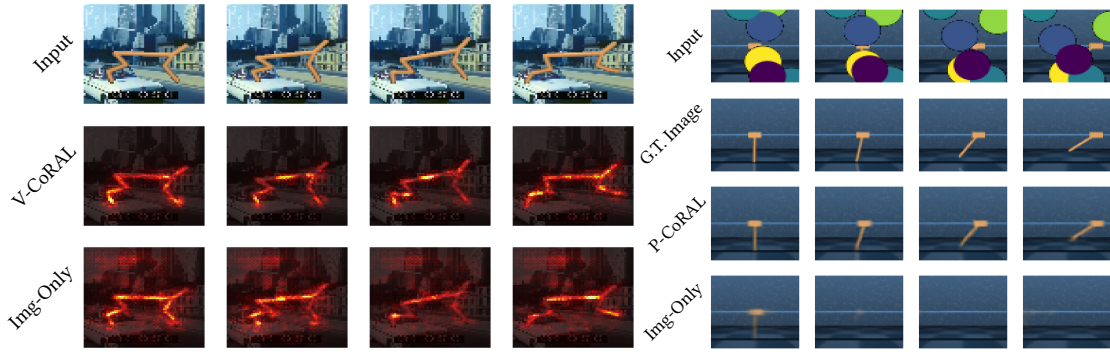 Input
V-CoRAL
Img-Only
Input
G.T. Image
P-CoRAL
Img-Only